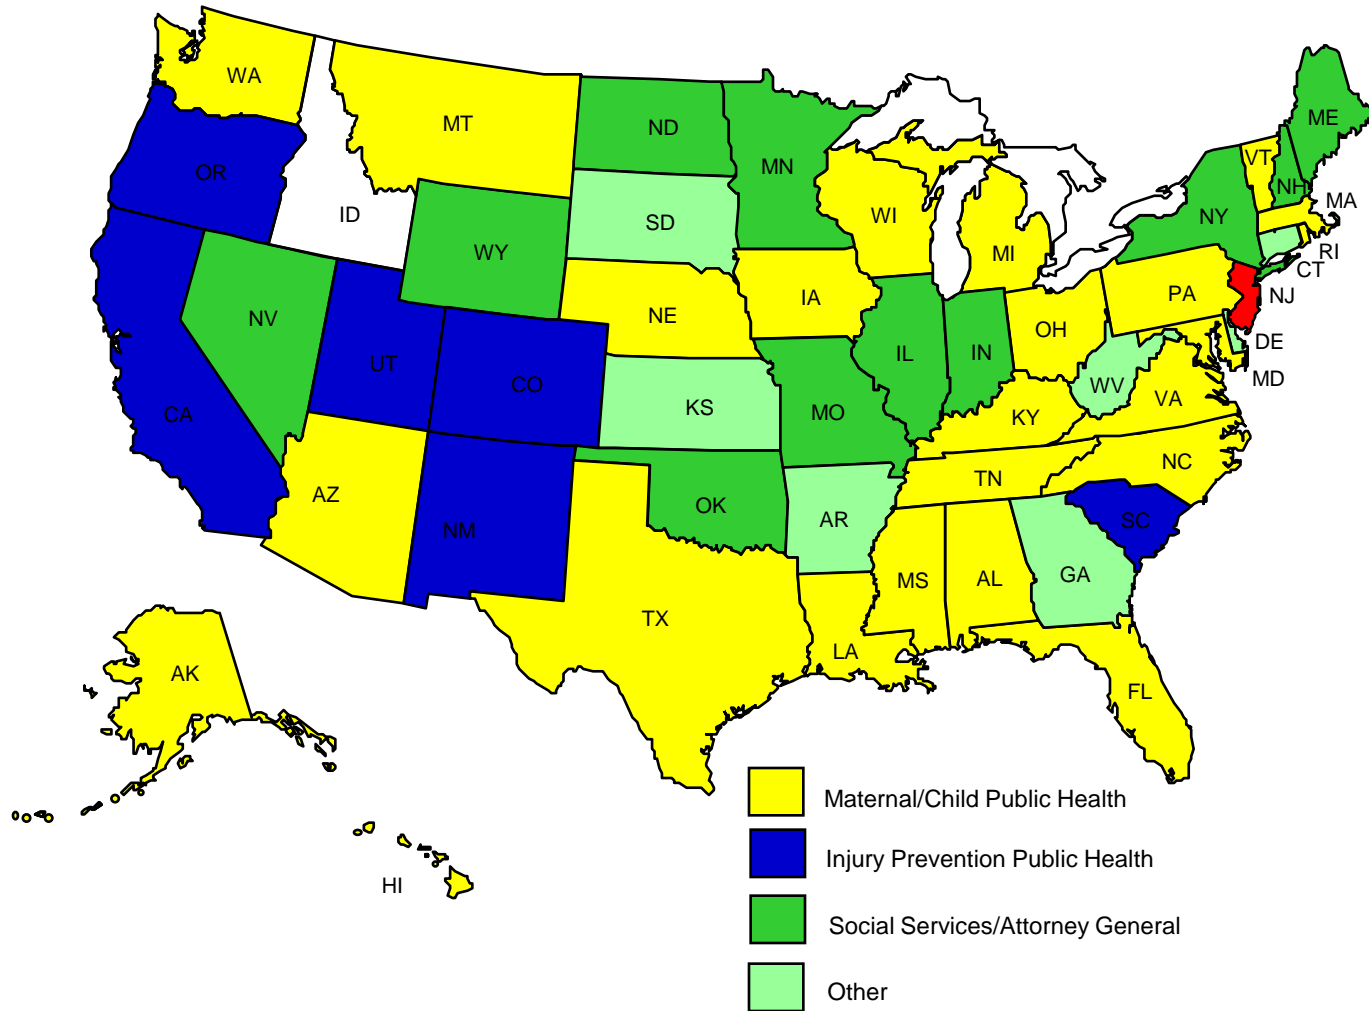 WA
MT
ND
MN
ME
VT
NH
MA
OR
ID
SD
WI
NY
RI
WY
MI
CT
NV
NE
IA
PA
NJ
UT
CO
IL
IN
OH
DE
CA
KS
MO
WV
MD
KY
VA
AZ
NM
OK
AR
TN
NC
SC
MS
AL
GA
TX
LA
AK
FL
HI
Maternal/Child Public Health
Injury Prevention Public Health
Social Services/Attorney General
Other